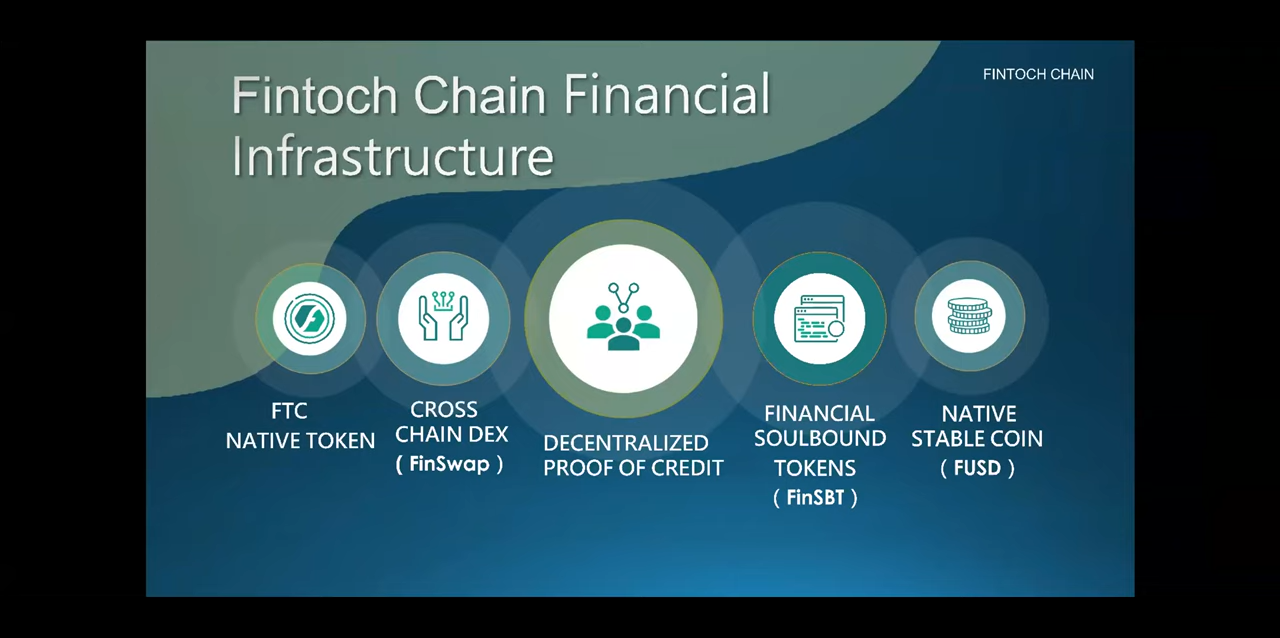 Fintoch Chain Financial
Infrastructure
FINTOCH CHAIN
FTC
NATIVE TOKEN
CROSS
CHAIN DEX
( FinSwap )
DECENTRALIZED
PROOF OF CREDIT
FINANCIAL
SOULBOUND
TOKENS
( FinSBT )
NATIVE
STABLE COIN
( FUSD )